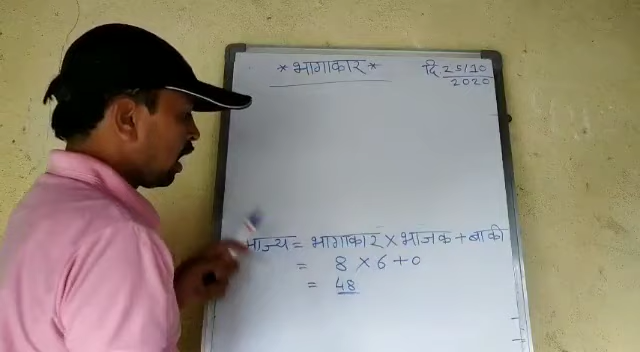 * भागाकार *
दि 25/10
2020
भाज्य = भागाकार × भाजक + बाकी
= 8 × 6 + 0
= 48